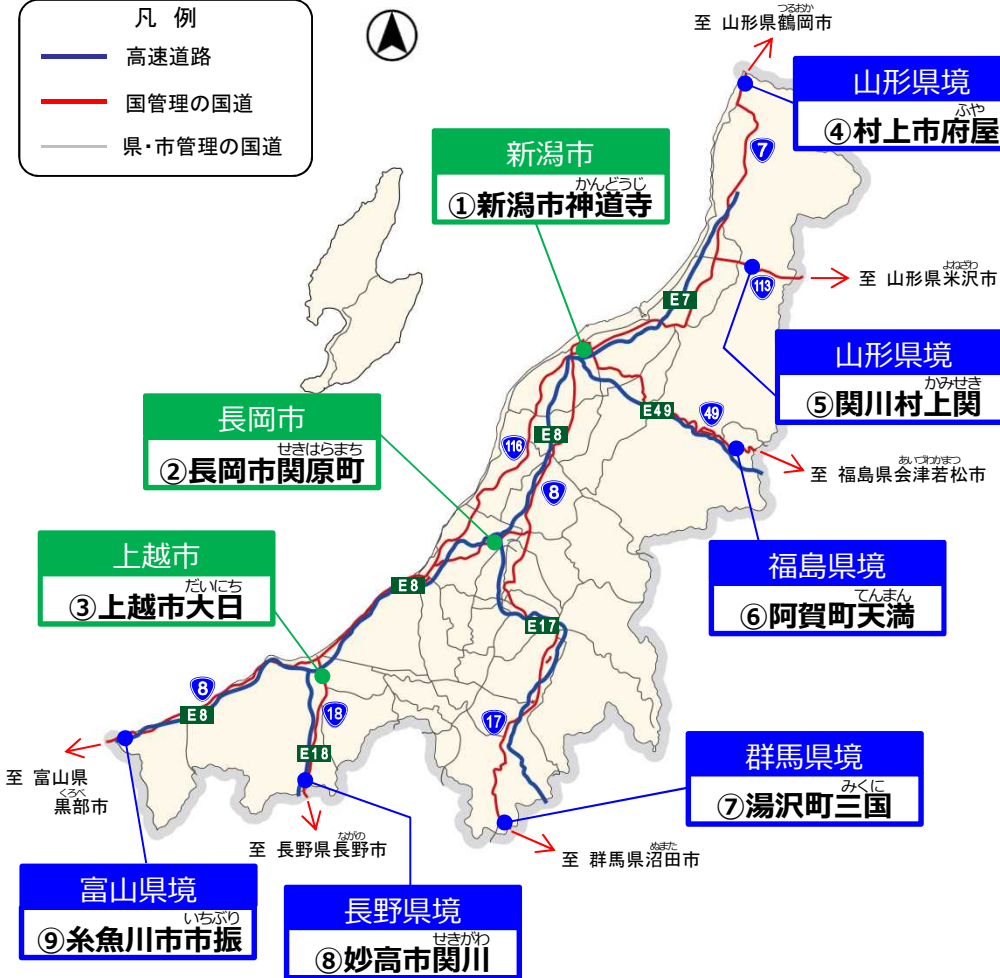 凡 例
高速道路
国管理の国道
県・市管理の国道
つるおか
至 山形県鶴岡市
山形県境
ふや
④村上市府屋
7
新潟市
かんどうじ
①新潟市神道寺
よねざわ
至 山形県米沢市
113
E7
山形県境
かみせき
⑤関川村上関
長岡市
せきはらまち
②長岡市関原町
E49
49
E8
116
8
あいづわかまつ
至 福島県会津若松市
上越市
だいにち
③上越市大日
E8
福島県境
てんまん
⑥阿賀町天満
E17
8
E8
18
17
E18
至 富山県
くろべ
黒部市
群馬県境
みくに
⑦湯沢町三国
ながの
至 長野県長野市
ぬまた
至 群馬県沼田市
富山県境
いちぶり
⑨糸魚川市市振
長野県境
せきがわ
⑧妙高市関川